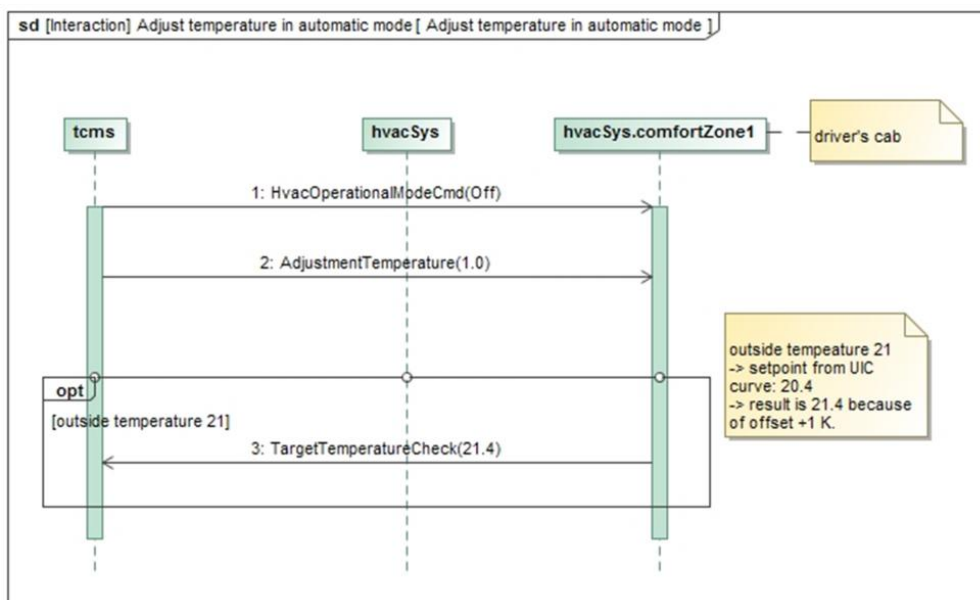 sd [Interaction] Adjust temperature in automatic mode [ Adjust temperature in automatic mode ]
tcms
hvacSys
hvacSys.comfortZone1
driver's cab
1: HvacOperationalModeCmd(Off)
2: AdjustmentTemperature(1.0)
outside tempeature 21
-> setpoint from UIC
curve: 20.4
-> result is 21.4 because
of offset +1 K.
opt
[outside temperature 21]
3: TargetTemperatureCheck(21.4)